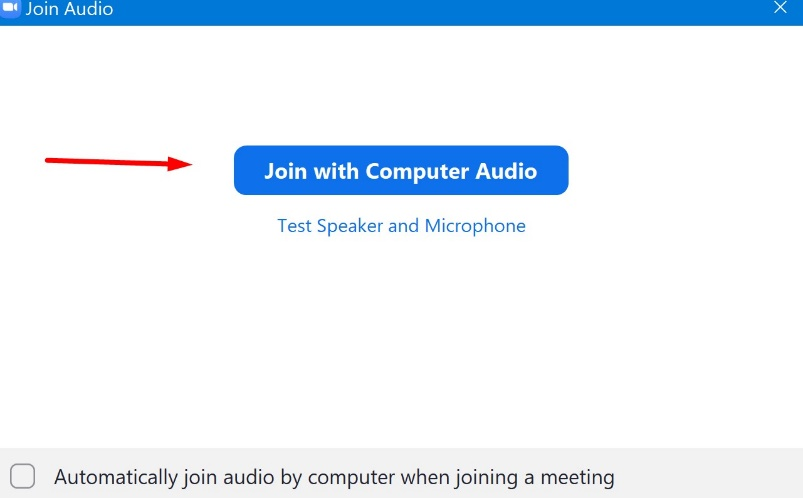 Join Audio
Join with Computer Audio
Test Speaker and Microphone
Automatically join audio by computer when joining a meeting